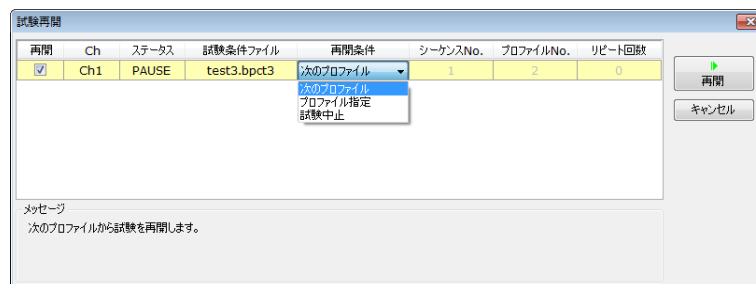 試験再開
再開 Ch ステータス 試験条件ファイル 再開条件 シーケンスNo. プロファイルNo. リピート回数
Ch1 PAUSE test3.bpct3 次のプロファイル 1 2 0
次のプロファイル
プロファイル指定
試験中止
再開
キャンセル
メッセージ
次のプロファイルから試験を再開します。